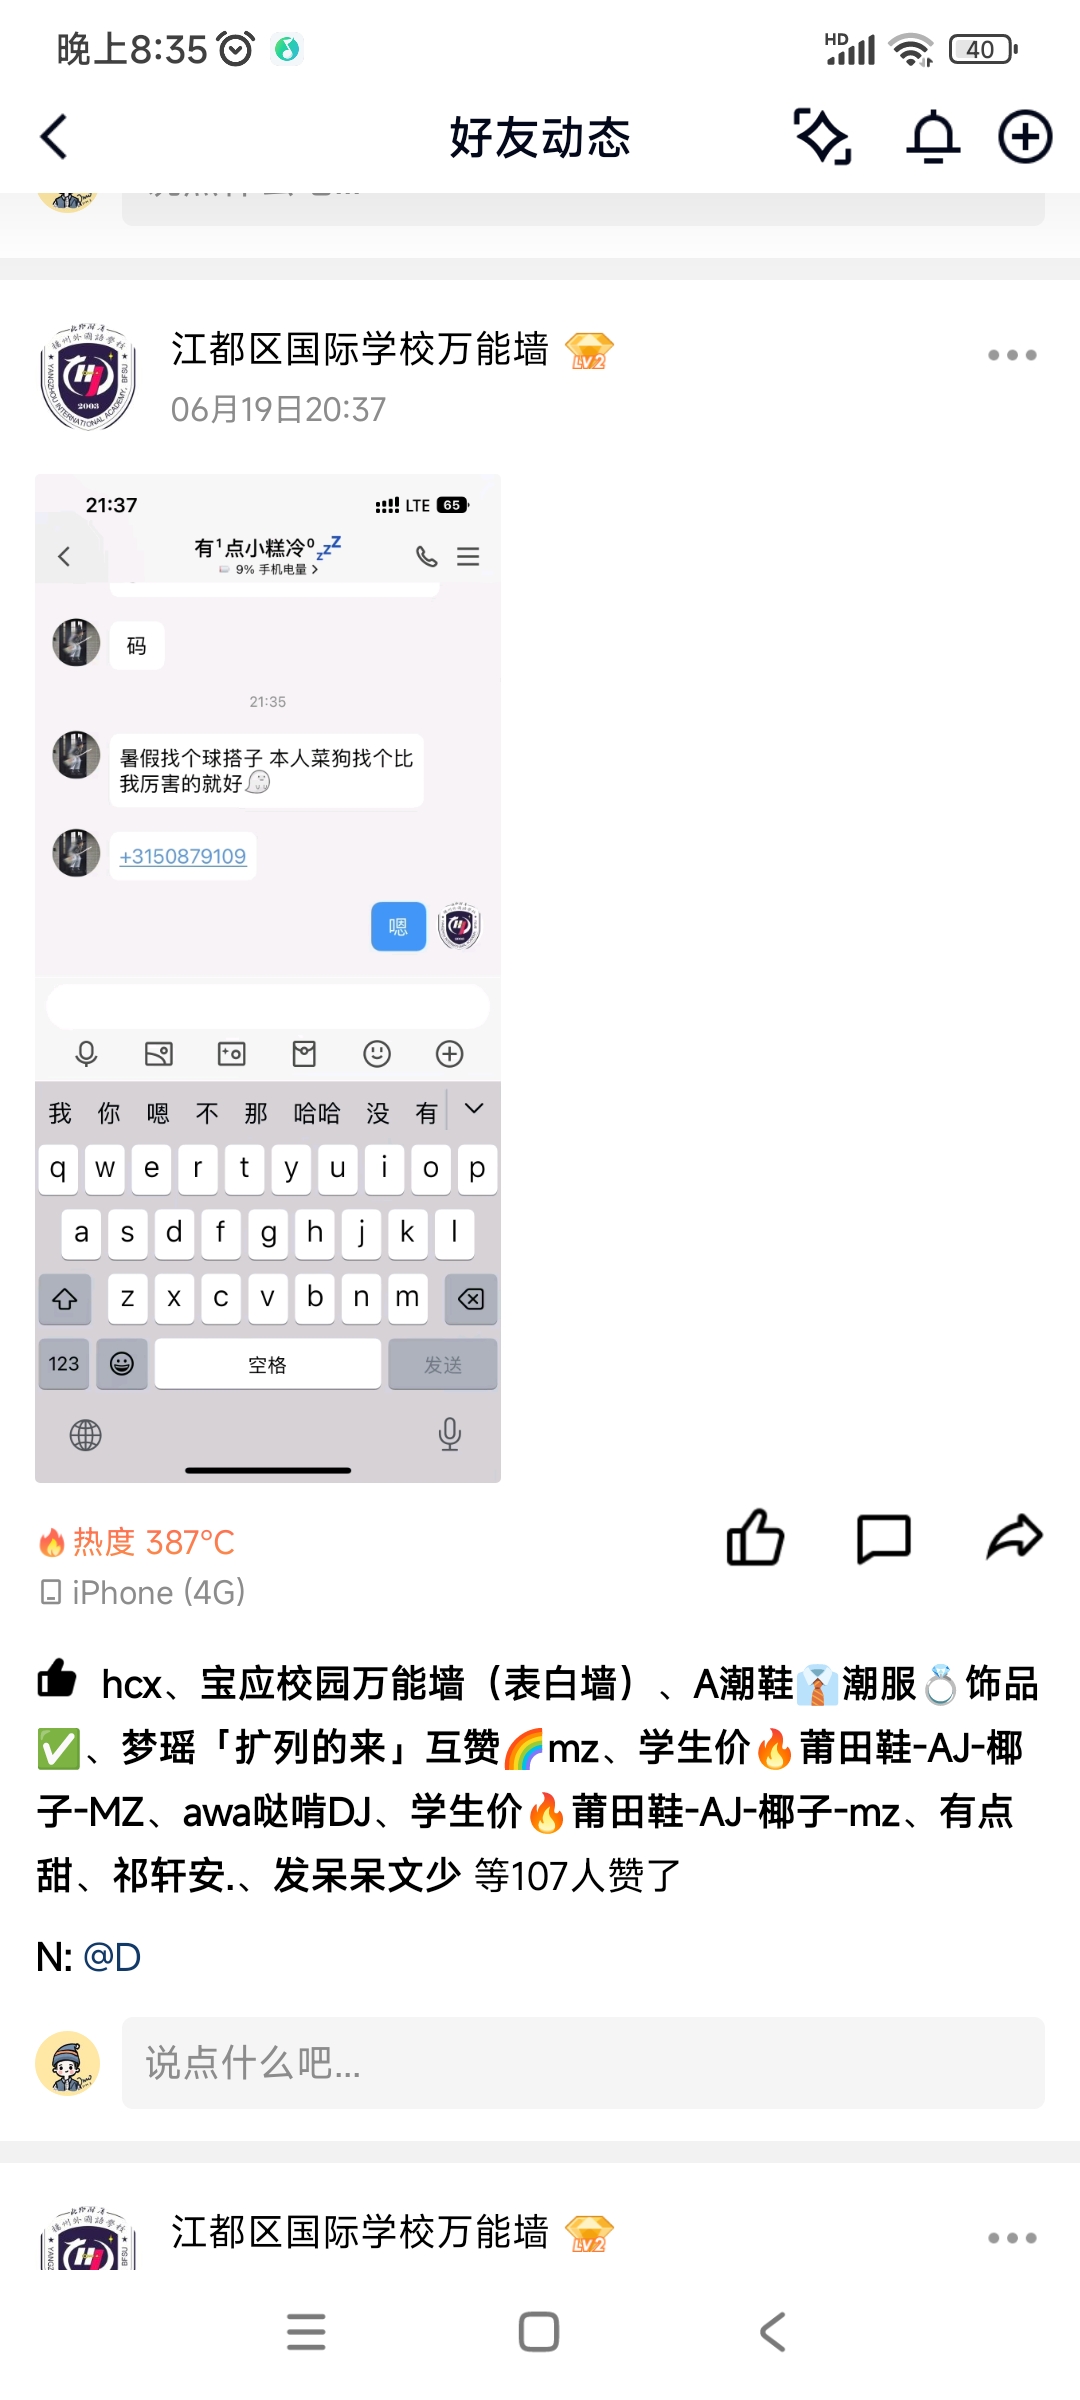 晚上8:35
HD
40
好友动态
江都区国际学校万能墙 LV2
06月19日20:37
YANGZHOU INTERNATIONAL ACADEMY, BFSU
2003
21:37
LTE 65
有¹点小糕冷⁰ zzZ
9% 手机电量
码
21:35
暑假找个球搭子 本人菜狗找个比
我厉害的就好
+3150879109
嗯
我 你 嗯 不 那 哈哈 没 有
q w e r t y u i o p
a s d f g h j k l
z x c v b n m
123 空格 发送
热度 387°C
iPhone (4G)
hcx、宝应校园万能墙（表白墙）、A潮鞋👔潮服💍饰品
✅、梦瑶「扩列的来」互赞🌈mz、学生价🔥莆田鞋-AJ-椰
子-MZ、awa哒啃DJ、学生价🔥莆田鞋-AJ-椰子-mz、有点
甜、祁轩安.、发呆呆文少 等107人赞了
N: @D
说点什么吧...
江都区国际学校万能墙 LV2